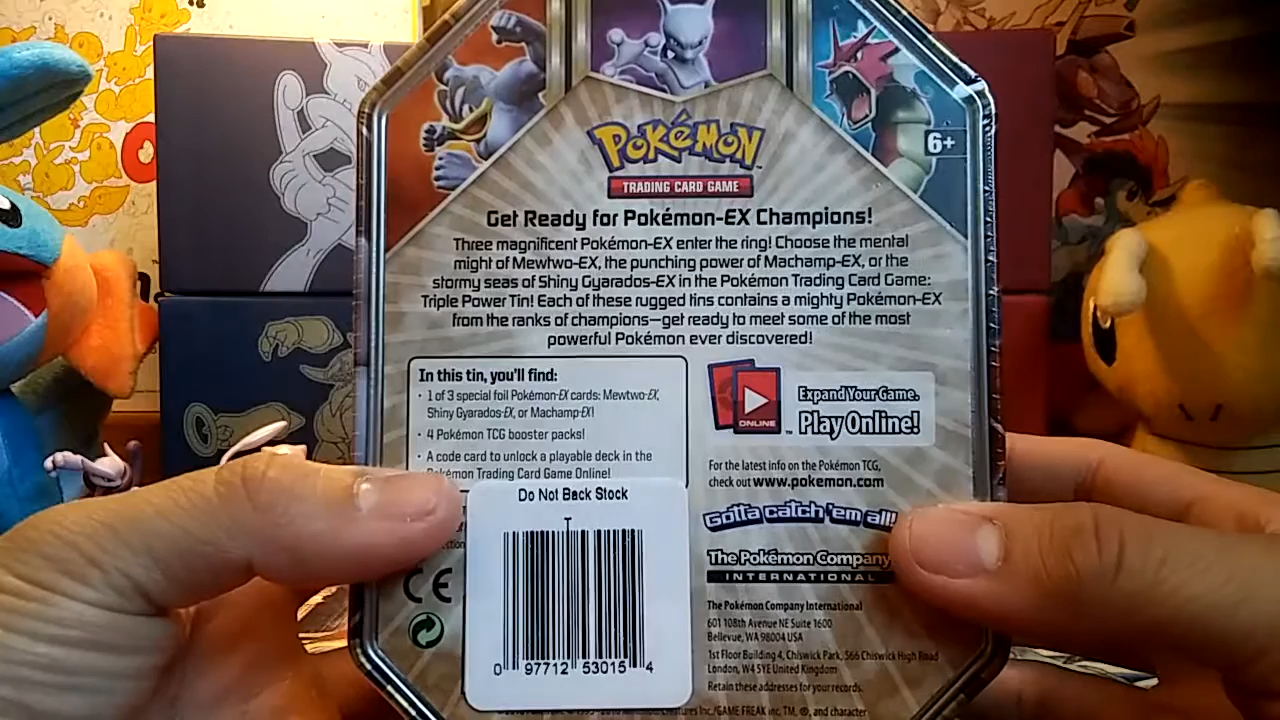 Pokémon
TRADING CARD GAME
6+
Get Ready for Pokémon-EX Champions!
Three magnificent Pokémon-EX enter the ring! Choose the mental
might of Mewtwo-EX, the punching power of Machamp-EX, or the
stormy seas of Shiny Gyarados-EX in the Pokémon Trading Card Game:
Triple Power Tin! Each of these rugged tins contains a mighty Pokémon-EX
from the ranks of champions—get ready to meet some of the most
powerful Pokémon ever discovered!
In this tin, you'll find:
• 1 of 3 special foil Pokémon-EX cards: Mewtwo-EX,
Shiny Gyarados-EX, or Machamp-EX!
• 4 Pokémon TCG booster packs!
• A code card to unlock a playable deck in the
Pokémon Trading Card Game Online!
Do Not Back Stock
T
0 97712 53015 4
CE
ONLINE
Expand Your Game.
Play Online!
For the latest info on the Pokémon TCG,
check out www.pokemon.com
Gotta catch 'em all!
The Pokémon Company
INTERNATIONAL
The Pokémon Company International
601 108th Avenue NE Suite 1600
Bellevue, WA 98004 USA
1st Floor Building 4, Chiswick Park, 566 Chiswick High Road
London, W4 5YE United Kingdom
Retain these addresses for your records.
Creatures Inc./GAME FREAK inc. TM, ®, and character